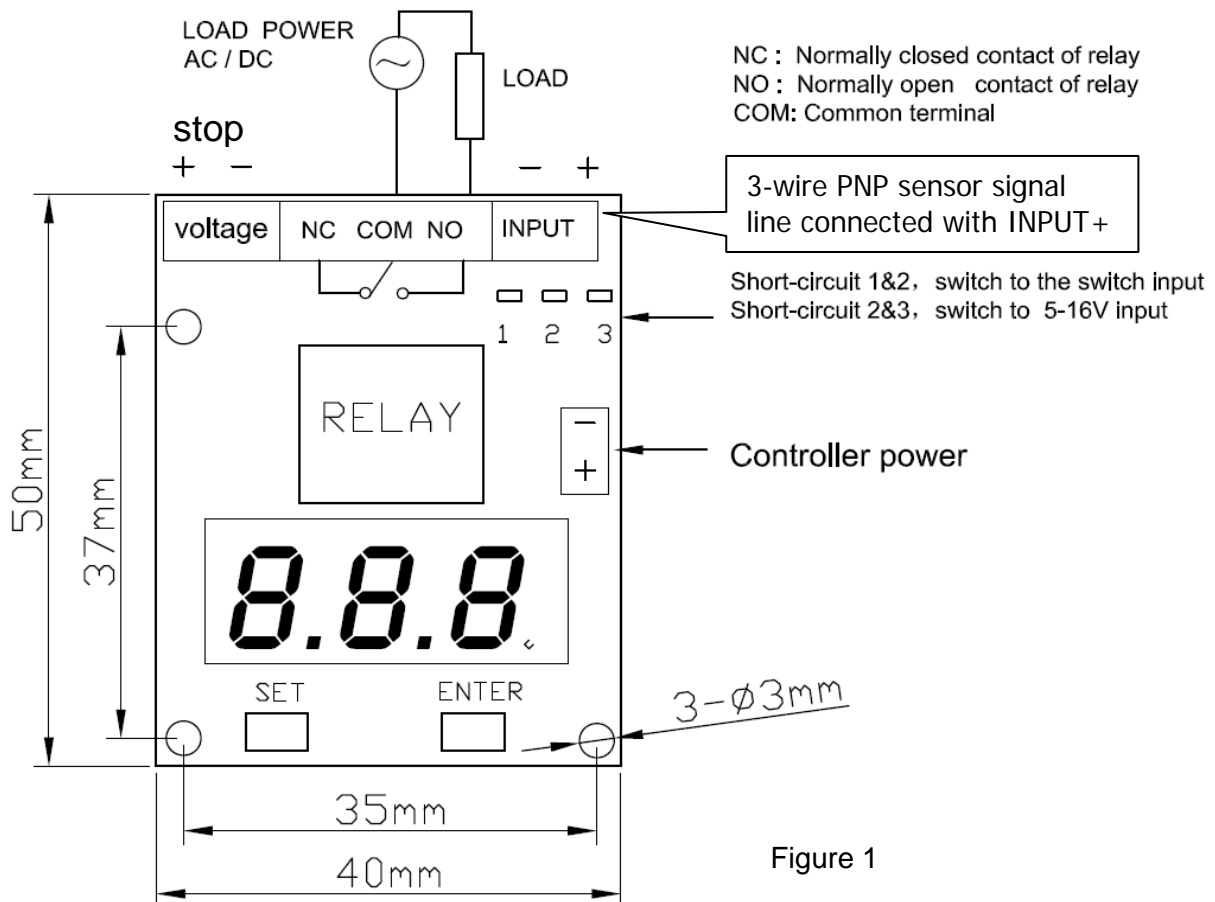 LOAD POWER
AC / DC
LOAD
NC : Normally closed contact of relay
NO : Normally open contact of relay
COM: Common terminal
stop
+ −
− +
3-wire PNP sensor signal
line connected with INPUT+
voltage NC COM NO INPUT
Short-circuit 1&2, switch to the switch input
Short-circuit 2&3, switch to 5-16V input
1 2 3
RELAY
−
+
Controller power
50mm
37mm
8.8.8
SET ENTER
3-Ø3mm
35mm
40mm
Figure 1